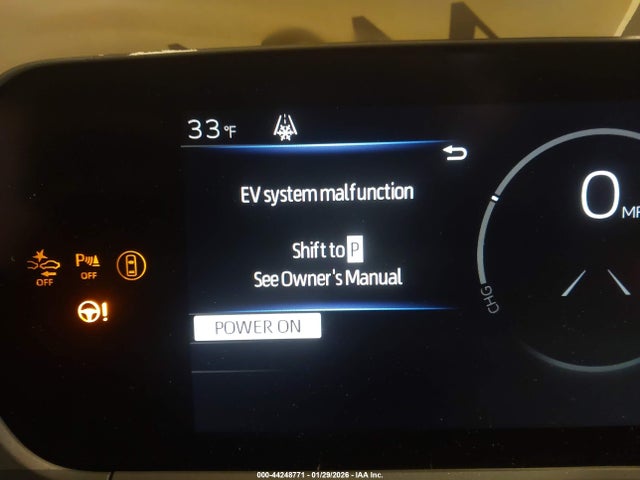 33°F
EV system malfunction
Shift to P
See Owner's Manual
POWER ON
OFF
P
OFF
!
0
CHG
000-44248771 - 01/29/2026 - IAA Inc.